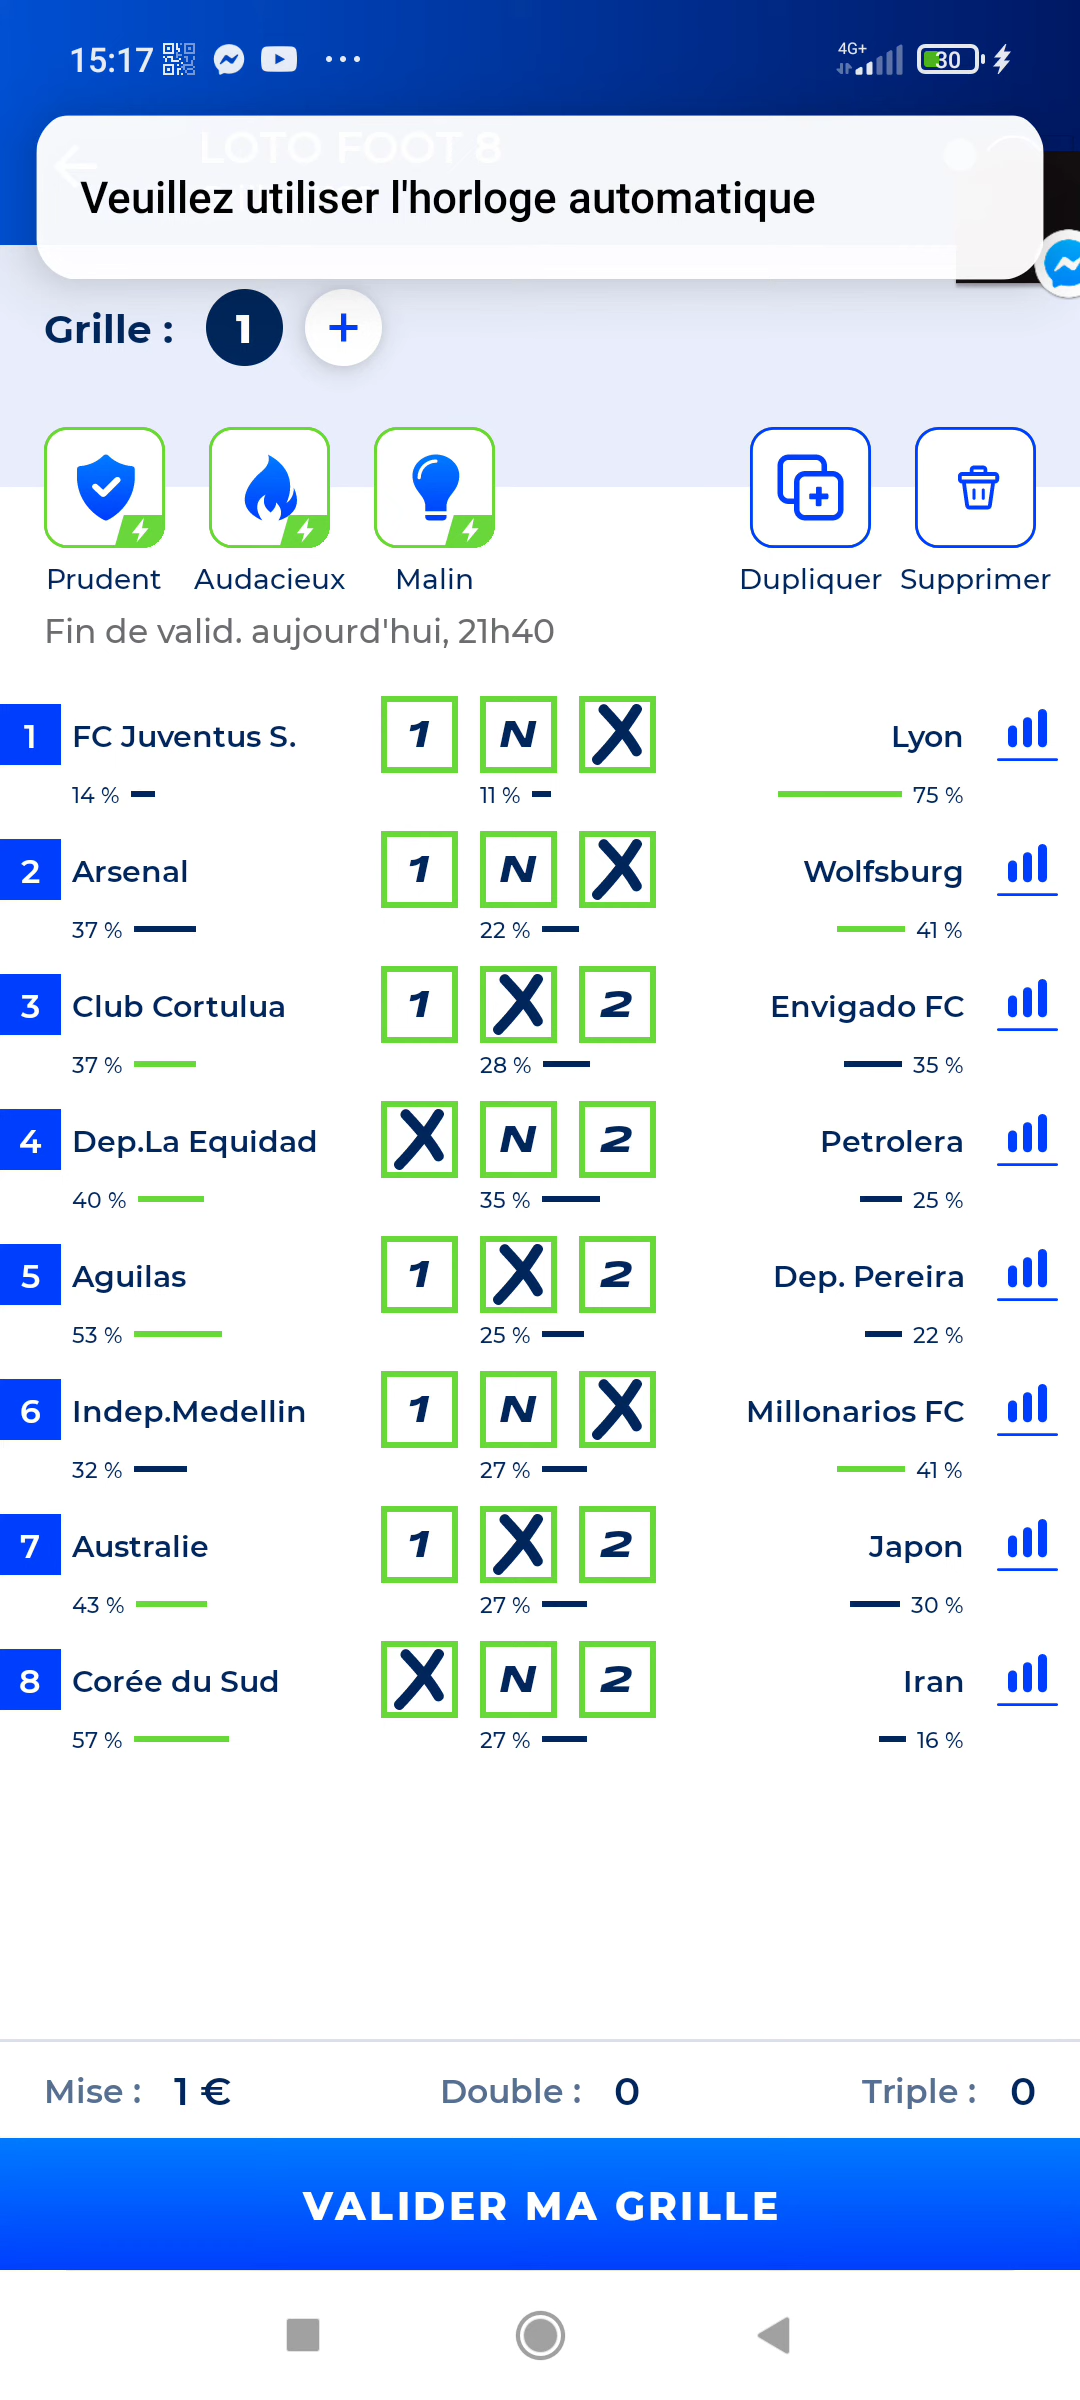 15:17
4G+
30
LOTO FOOT 8
Veuillez utiliser l'horloge automatique
Grille : 1 +
Prudent Audacieux Malin Dupliquer Supprimer
Fin de valid. aujourd'hui, 21h40
1 FC Juventus S. 1 N Lyon
14 % 11 % 75 %
2 Arsenal 1 N Wolfsburg
37 % 22 % 41 %
3 Club Cortulua 1 2 Envigado FC
37 % 28 % 35 %
4 Dep.La Equidad N 2 Petrolera
40 % 35 % 25 %
5 Aguilas 1 2 Dep. Pereira
53 % 25 % 22 %
6 Indep.Medellin 1 N Millonarios FC
32 % 27 % 41 %
7 Australie 1 2 Japon
43 % 27 % 30 %
8 Corée du Sud N 2 Iran
57 % 27 % 16 %
Mise : 1 € Double : 0 Triple : 0
VALIDER MA GRILLE